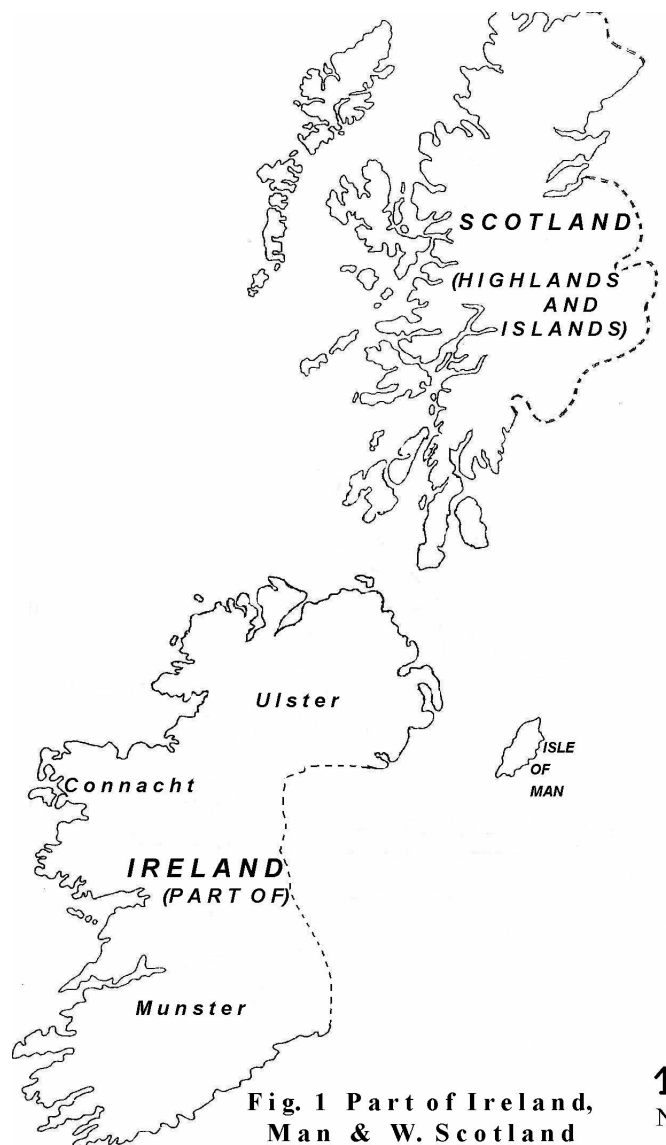 SCOTLAND
(HIGHLANDS
AND
ISLANDS)
Ulster
ISLE
OF
MAN
Connacht
IRELAND
(PART OF)
Munster
Fig. 1 Part of Ireland,
Man & W. Scotland
N